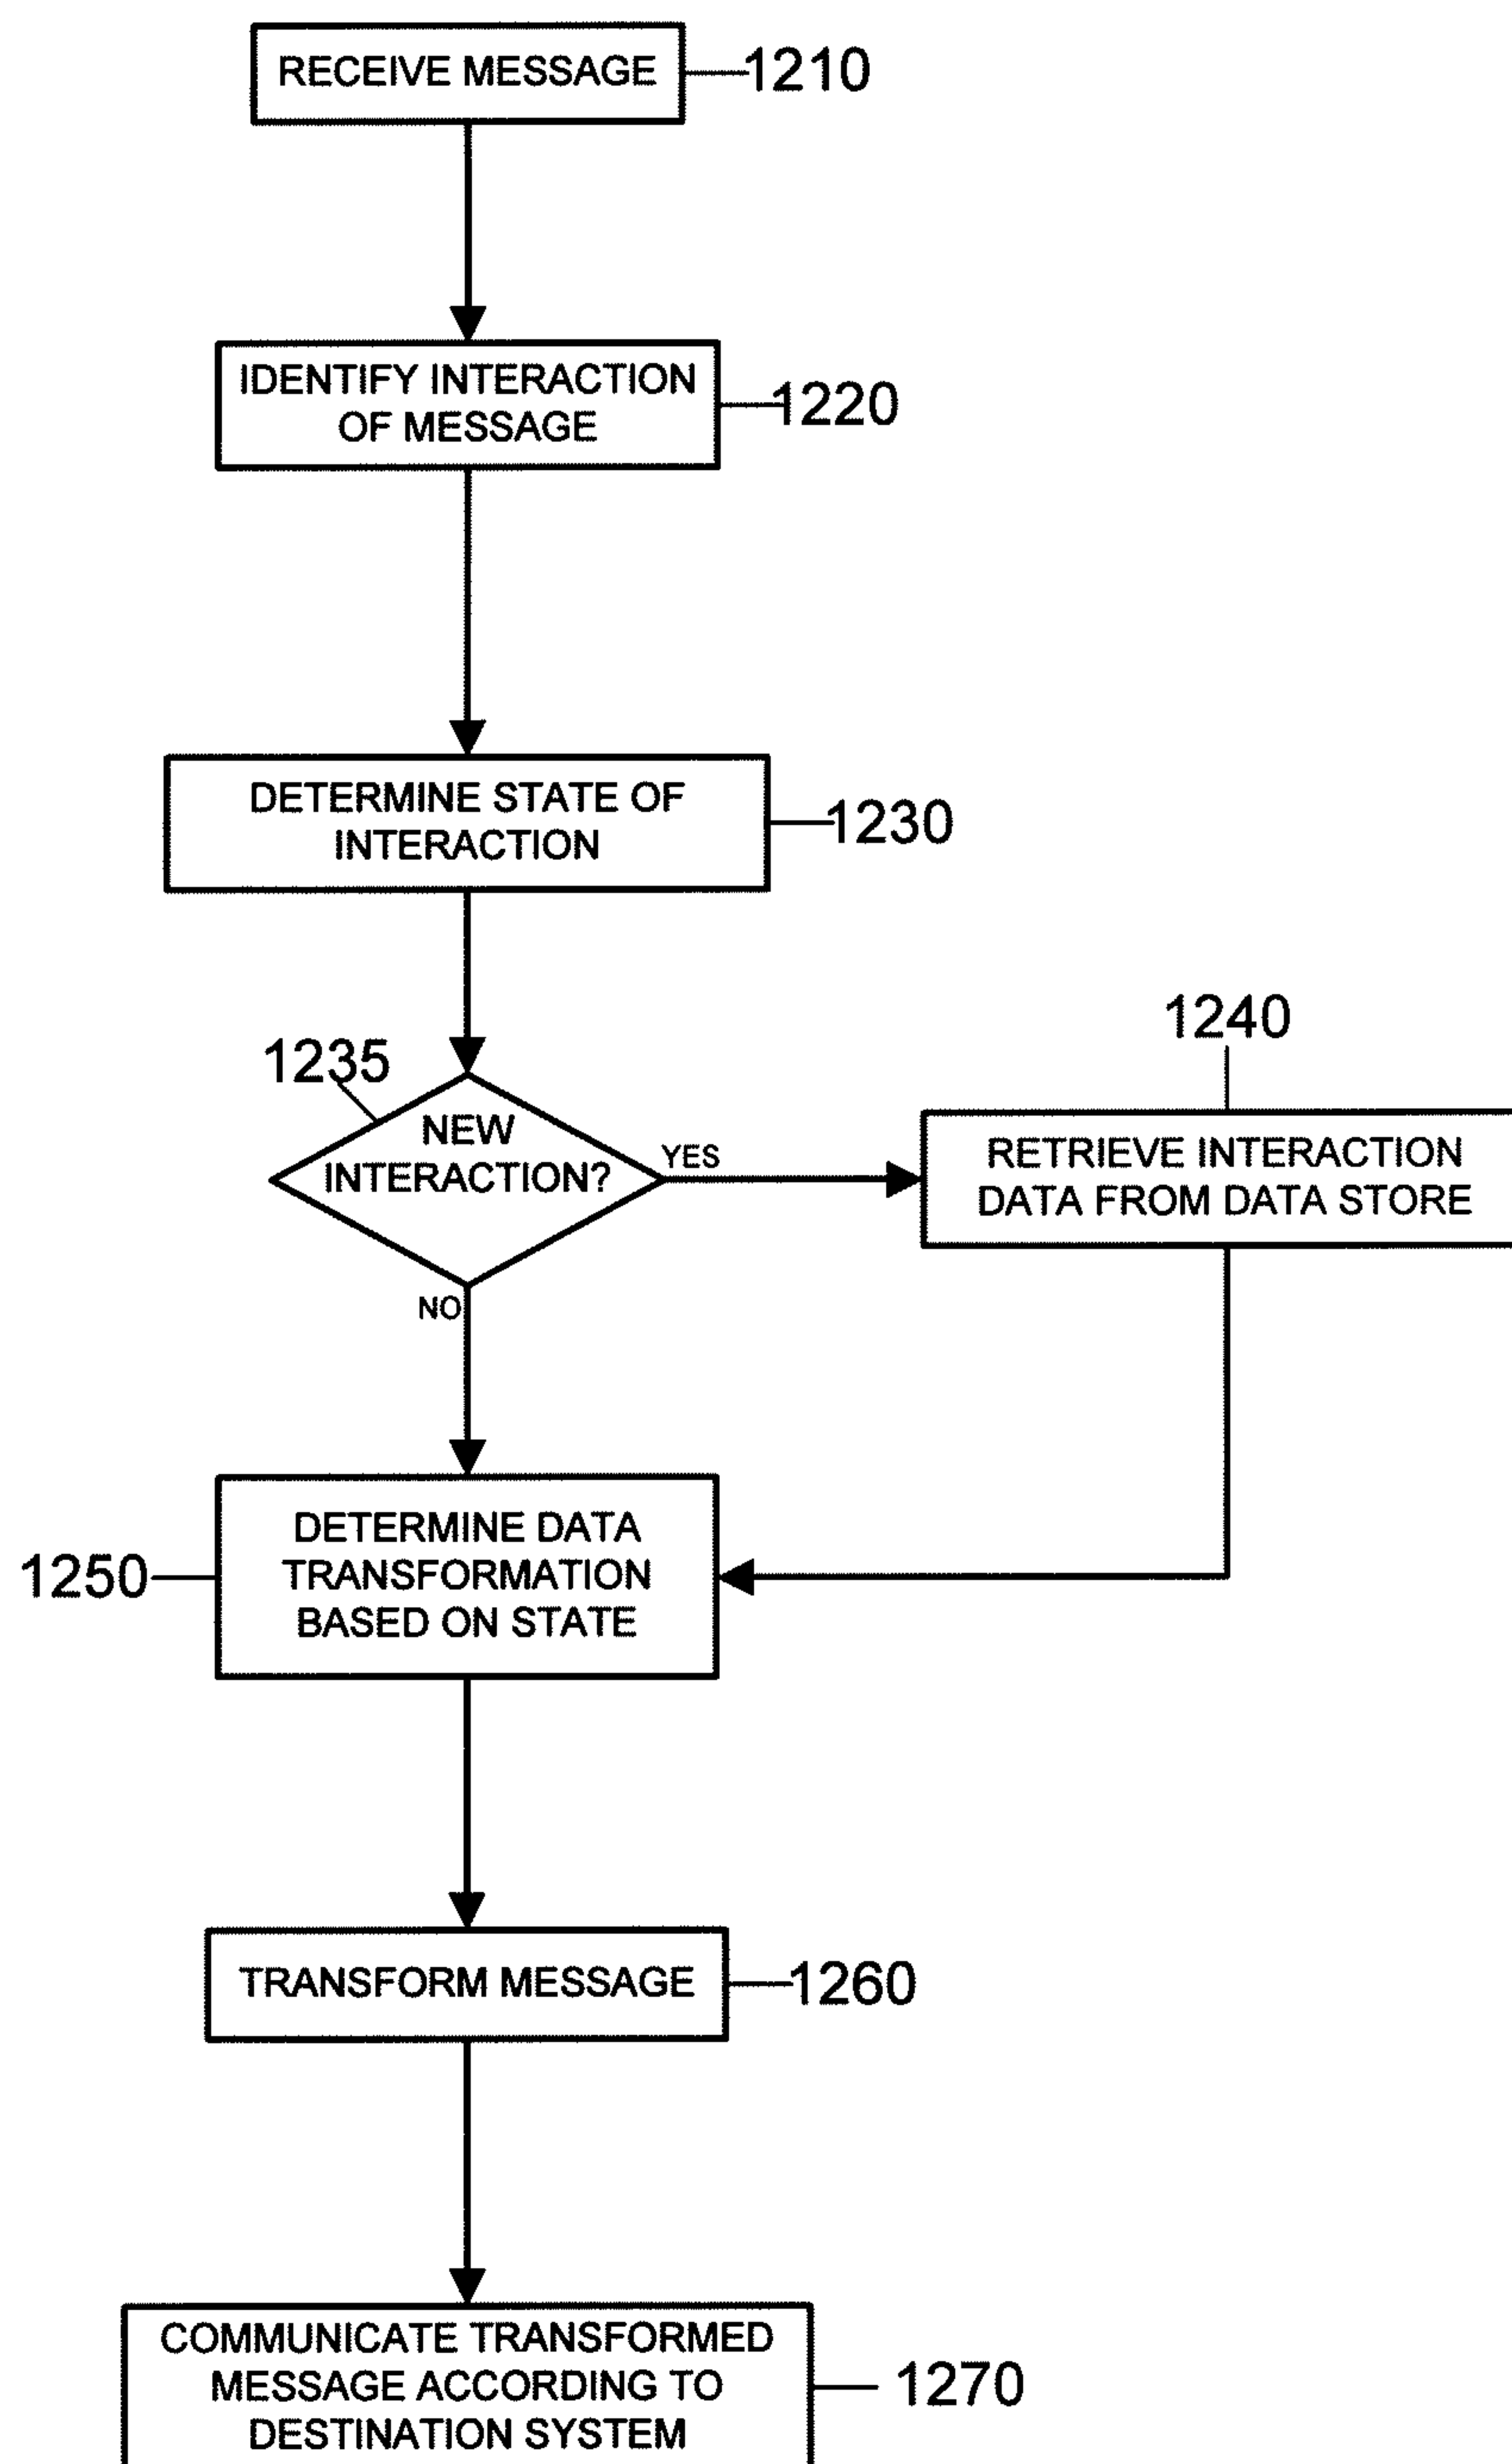 RECEIVE MESSAGE
1210
IDENTIFY INTERACTION
OF MESSAGE
1220
DETERMINE STATE OF
INTERACTION
1230
1235
NEW
INTERACTION?
YES
NO
1240
RETRIEVE INTERACTION
DATA FROM DATA STORE
1250
DETERMINE DATA
TRANSFORMATION
BASED ON STATE
TRANSFORM MESSAGE
1260
COMMUNICATE TRANSFORMED
MESSAGE ACCORDING TO
DESTINATION SYSTEM
1270